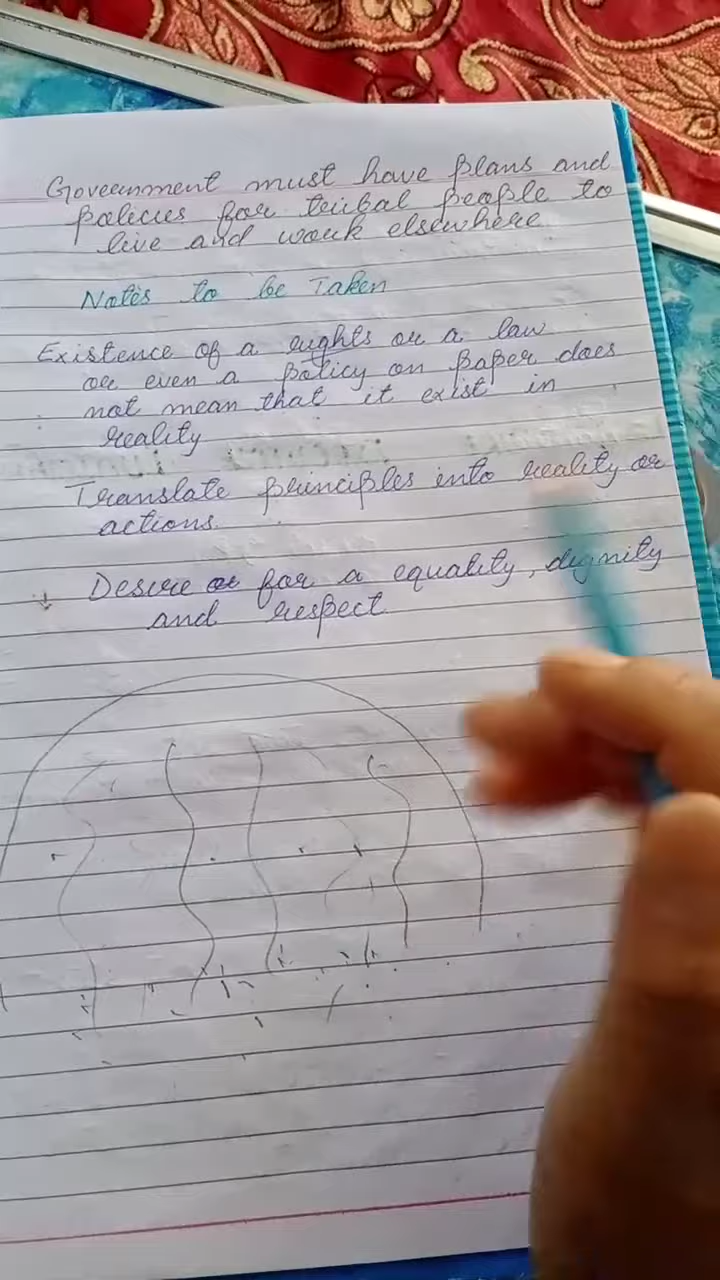 Government must have plans and
policies for tribal people to
live and work elsewhere
Notes to be Taken
Existence of a rights or a law
or even a policy on paper does
not mean that it exist in
reality
Translate principles into reality or
actions.
Desire for a equality, dignity
and respect